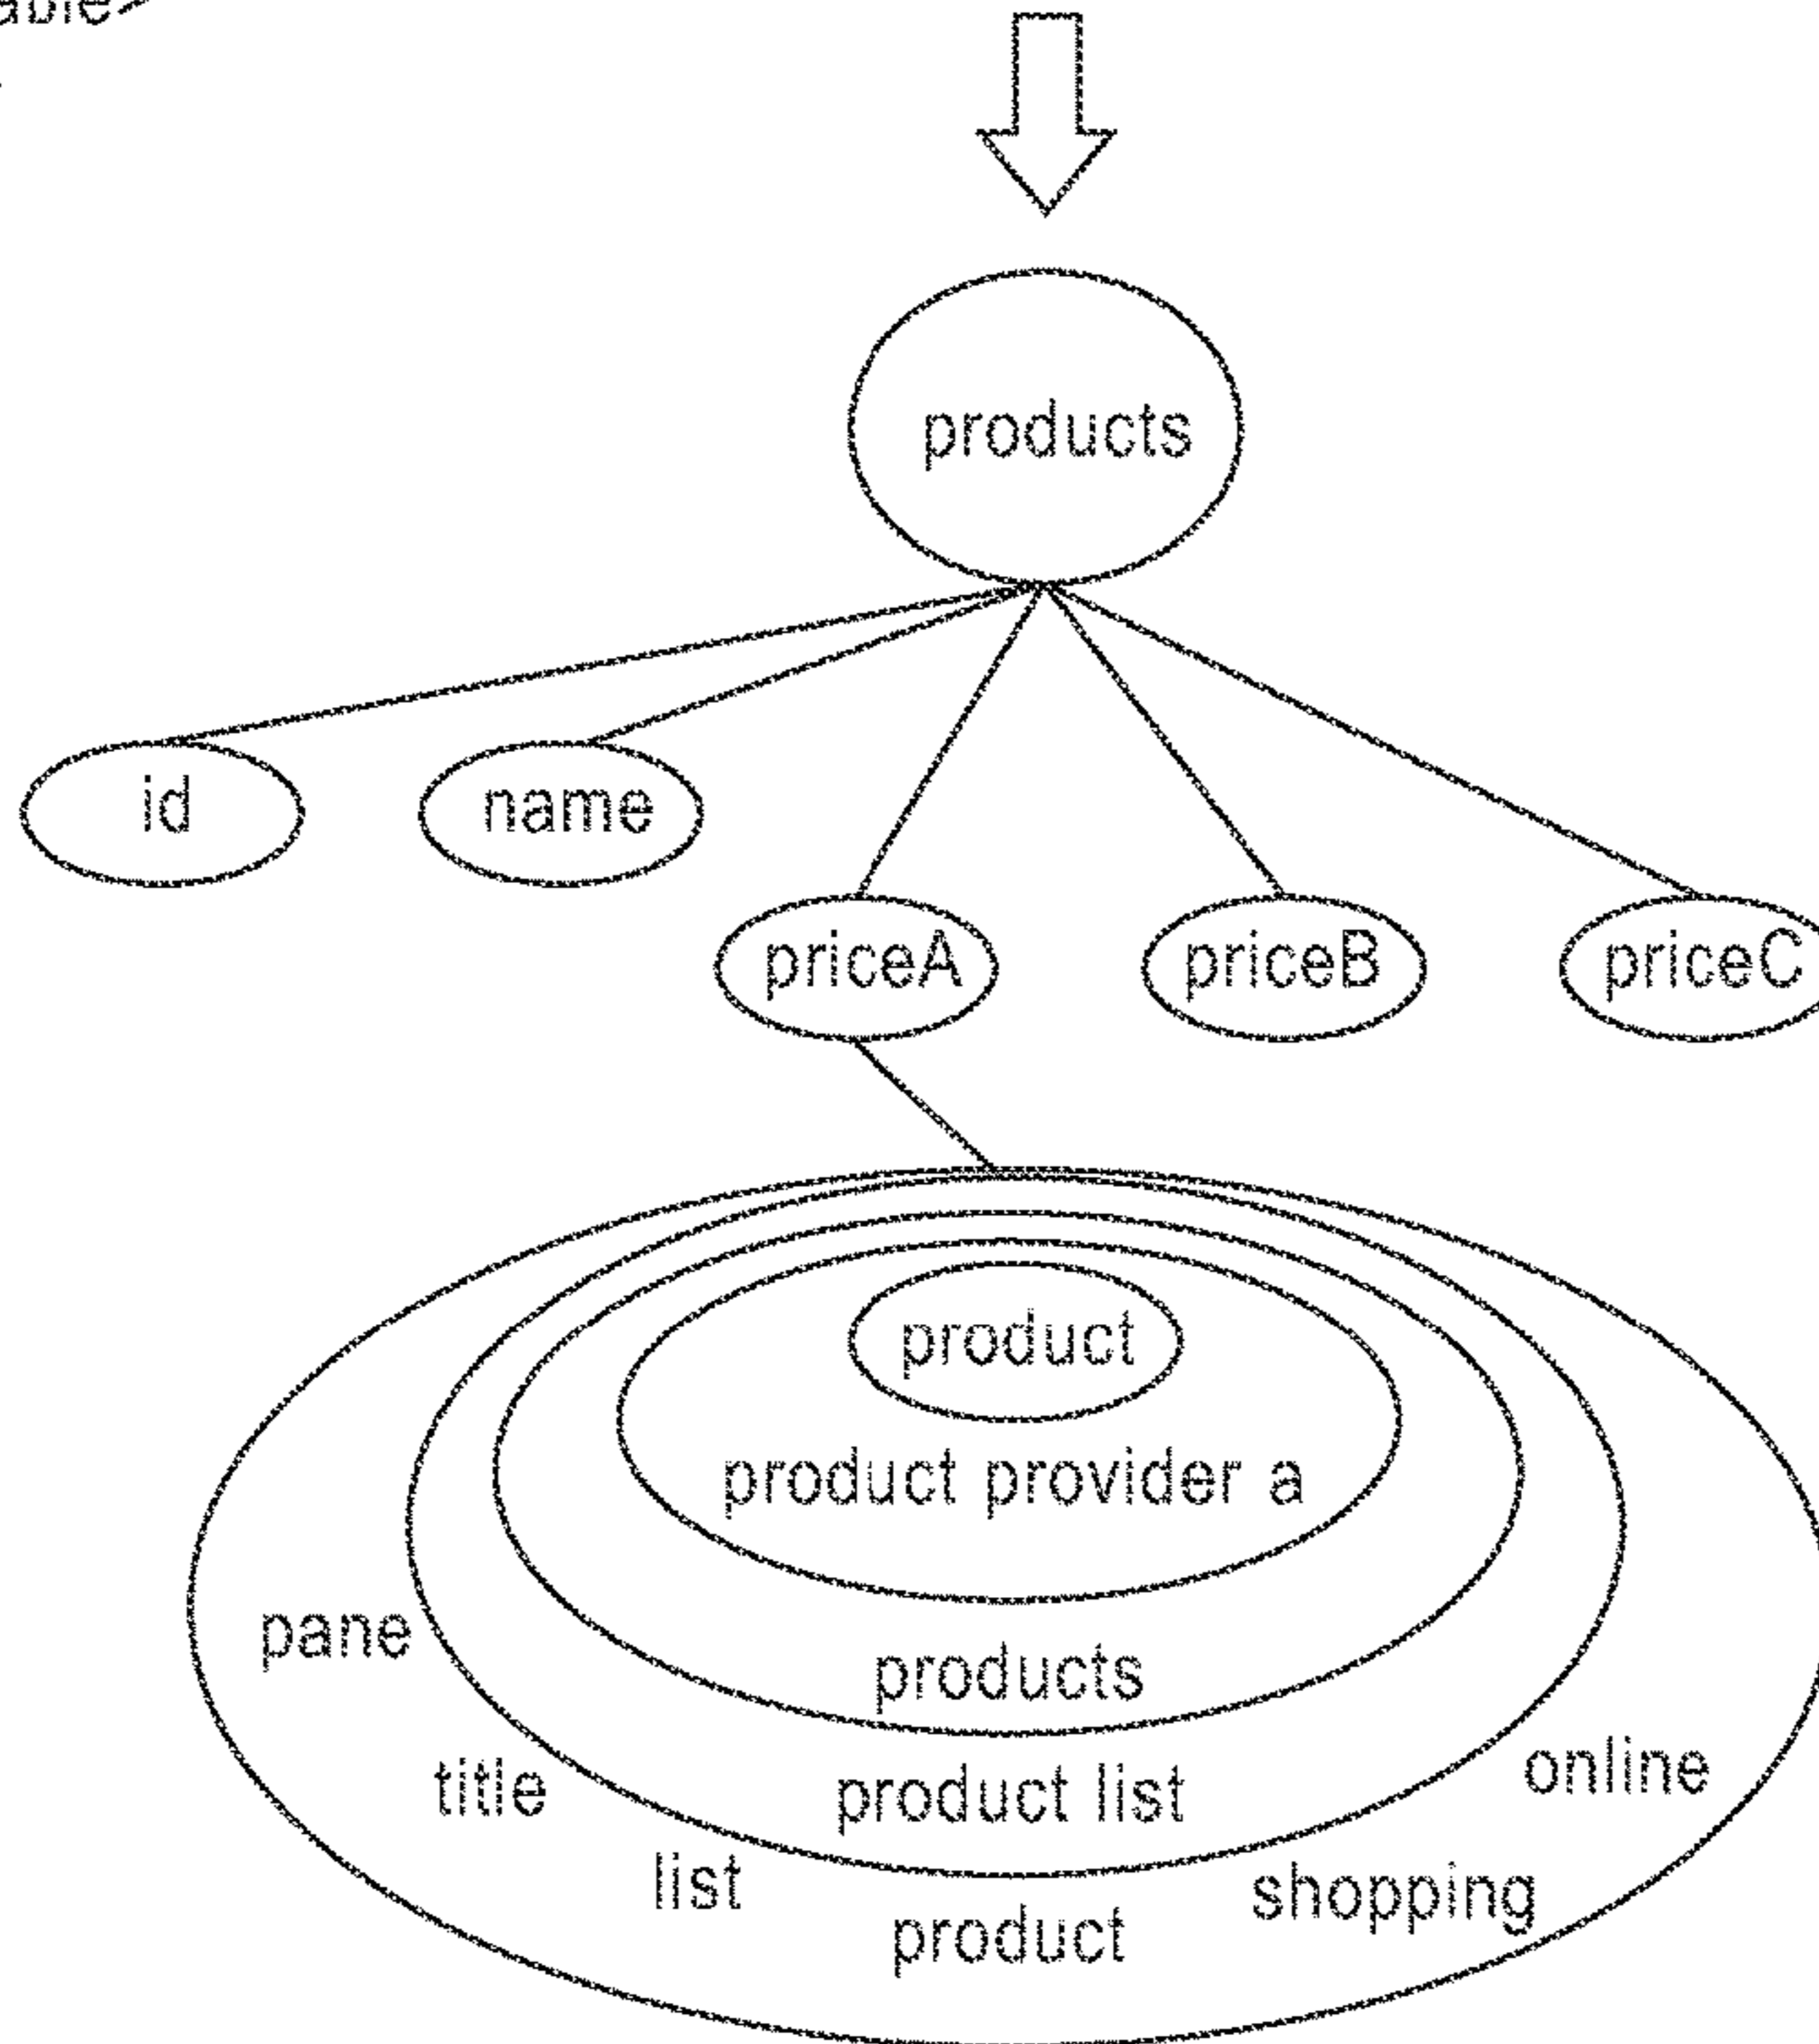 products
id
name
priceA
priceB
priceC
product
product provider a
products
pane
title
list
product list
product
shopping
online